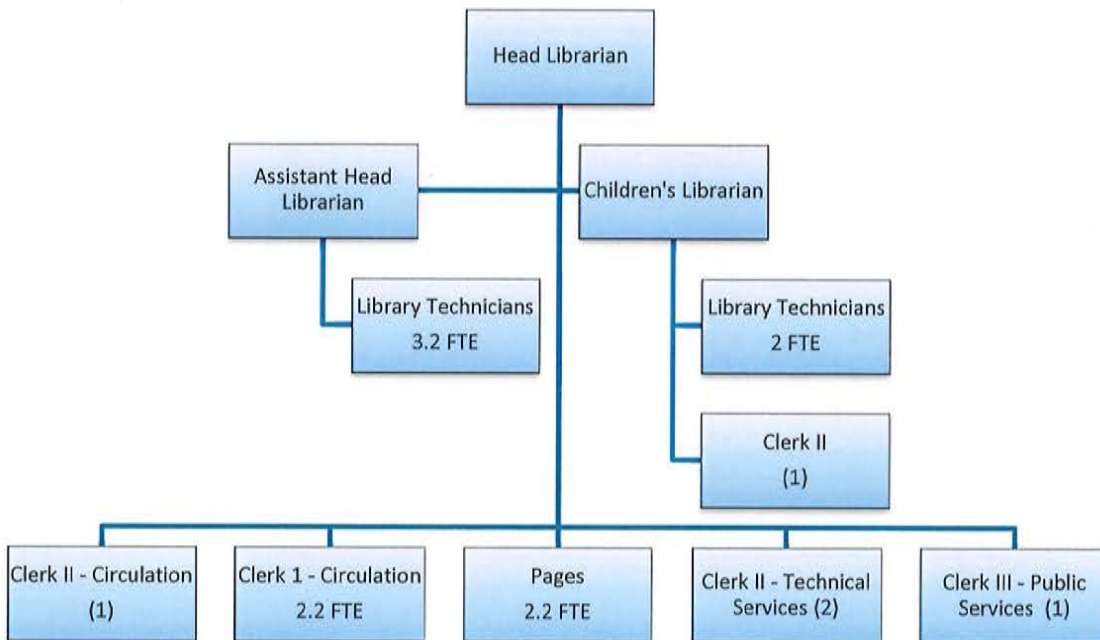 Head Librarian
Assistant Head
Librarian
Children's Librarian
Library Technicians
3.2 FTE
Library Technicians
2 FTE
Clerk II
(1)
Clerk II - Circulation
(1)
Clerk 1 - Circulation
2.2 FTE
Pages
2.2 FTE
Clerk II - Technical
Services (2)
Clerk III - Public
Services (1)